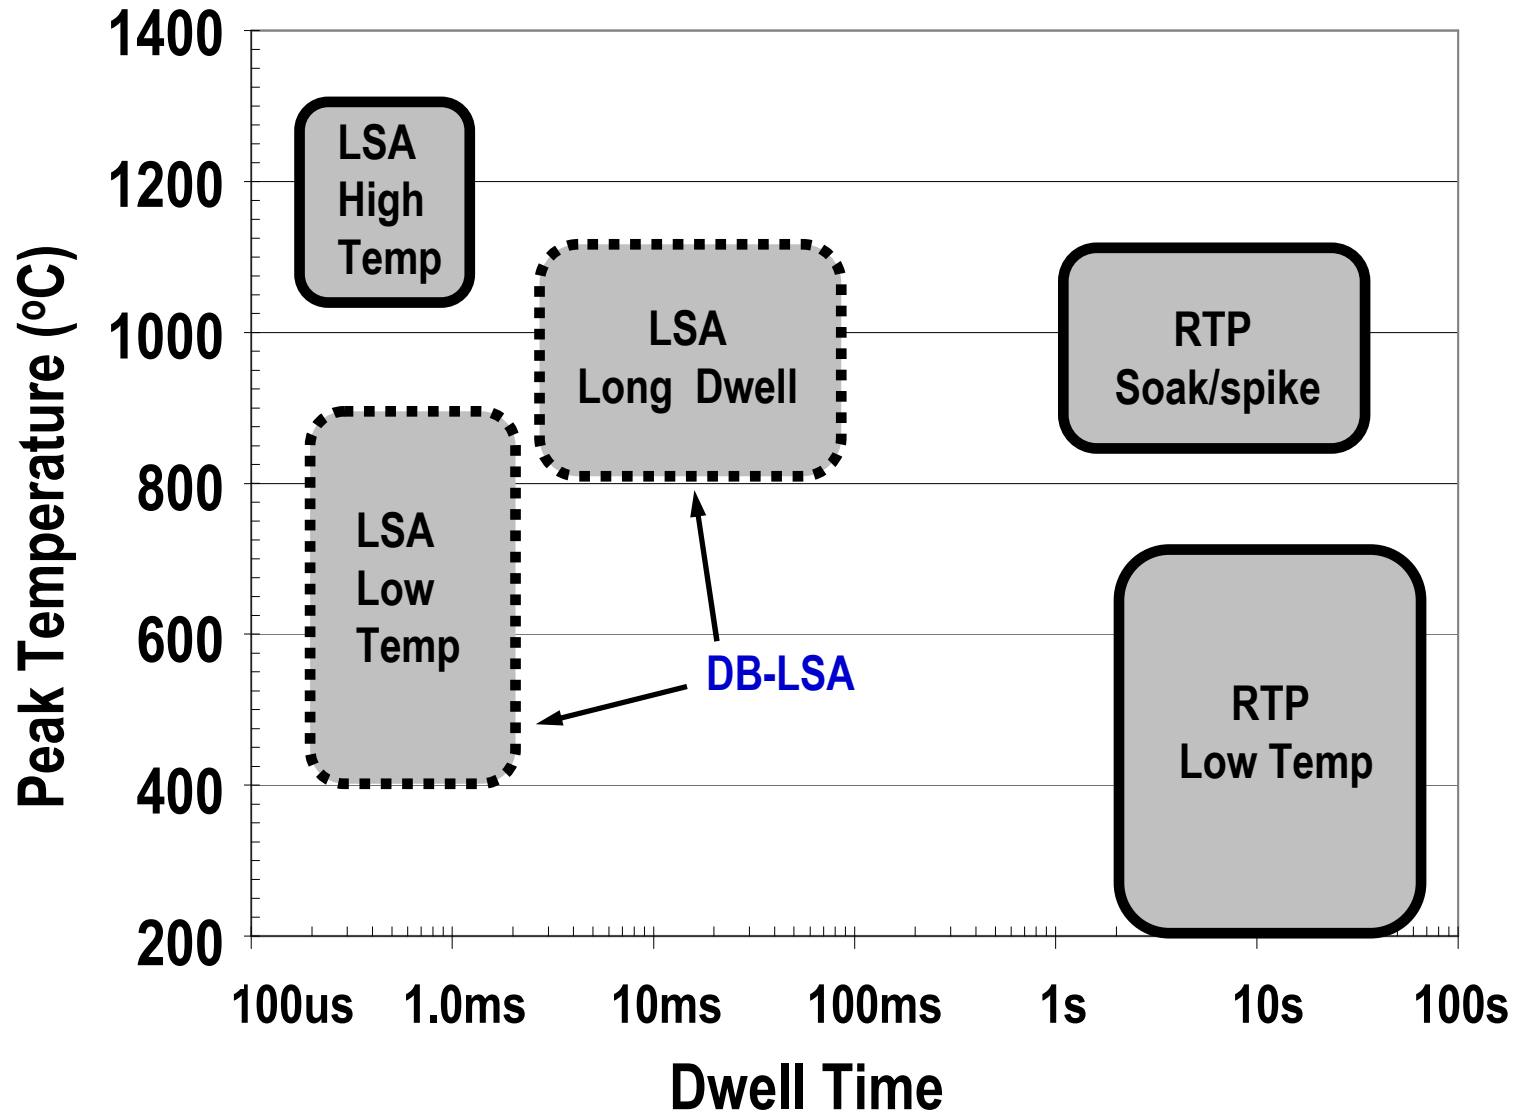 1400
1200
1000
800
600
400
200
Peak Temperature (ºC)
LSA
High
Temp
LSA
Long Dwell
RTP
Soak/spike
LSA
Low
Temp
DB-LSA
RTP
Low Temp
100us 1.0ms 10ms 100ms 1s 10s 100s
Dwell Time